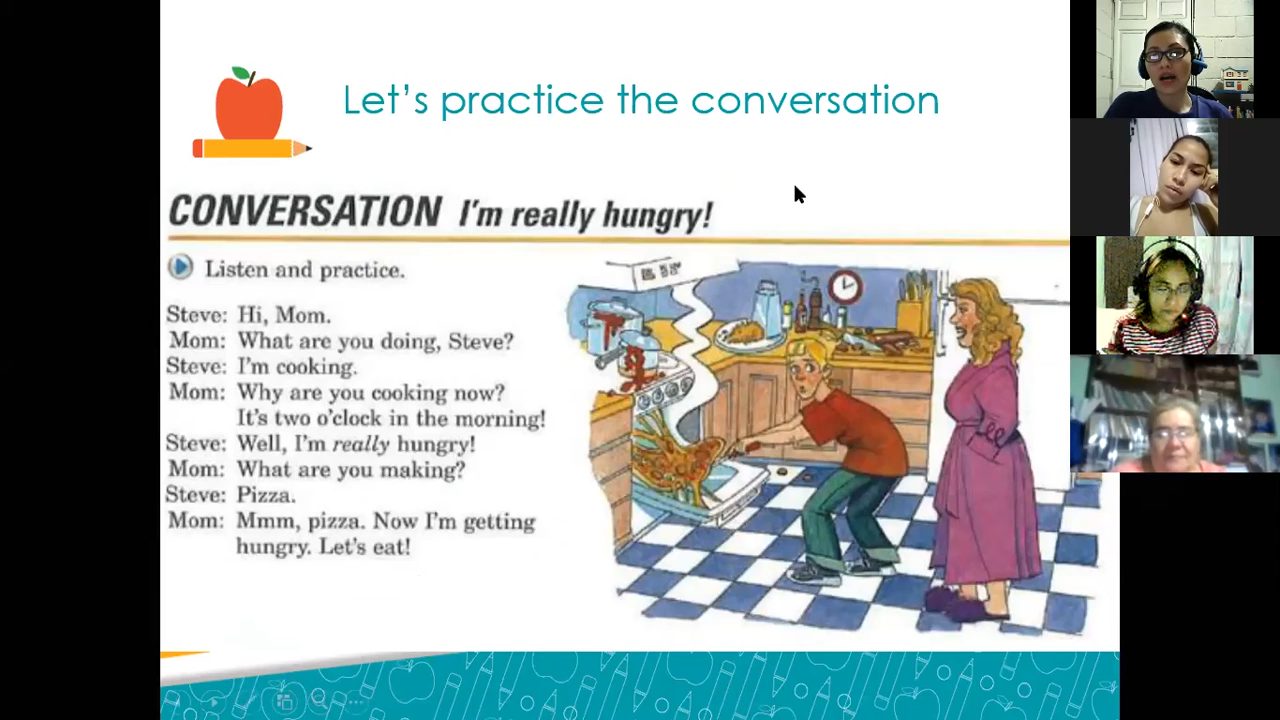 Let's practice the conversation
CONVERSATION I'm really hungry!
Listen and practice.
Steve: Hi, Mom.
Mom: What are you doing, Steve?
Steve: I'm cooking.
Mom: Why are you cooking now?
It's two o'clock in the morning!
Steve: Well, I'm really hungry!
Mom: What are you making?
Steve: Pizza.
Mom: Mmm, pizza. Now I'm getting
hungry. Let's eat!